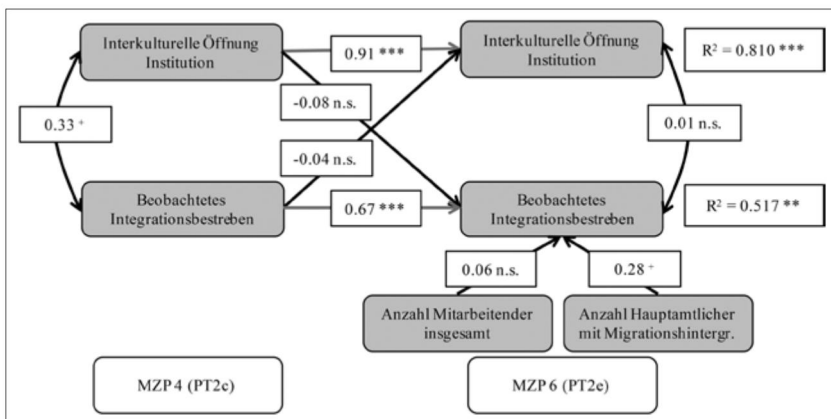 Interkulturelle Öffnung
Institution
0.91 ***
Interkulturelle Öffnung
Institution
R² = 0.810 ***
-0.08 n.s.
0.33 ⁺
0.01 n.s.
-0.04 n.s.
Beobachtetes
Integrationsbestreben
0.67 ***
Beobachtetes
Integrationsbestreben
R² = 0.517 **
0.06 n.s.
0.28 ⁺
Anzahl Mitarbeitender
insgesamt
Anzahl Hauptamtlicher
mit Migrationshintergr.
MZP 4 (PT2c)
MZP 6 (PT2e)